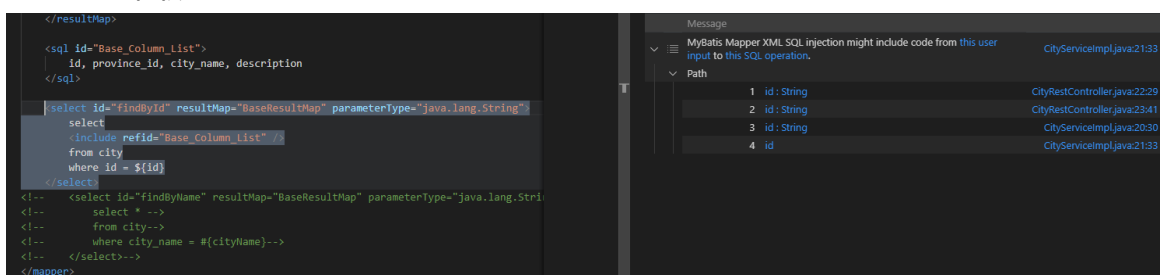 </resultMap>
<sql id="Base_Column_List">
id, province_id, city_name, description
</sql>
<select id="findById" resultMap="BaseResultMap" parameterType="java.lang.String">
select
<include refid="Base_Column_List" />
from city
where id = ${id}
</select>
<!-- <select id="findByName" resultMap="BaseResultMap" parameterType="java.lang.Stri
<!-- select * -->
<!-- from city-->
<!-- where city_name = #{cityName}-->
<!-- </select>-->
</mapper>
Message
MyBatis Mapper XML SQL injection might include code from this user
input to this SQL operation.
CityServiceImpl.java:21:33
Path
1 id : String CityRestController.java:22:29
2 id : String CityRestController.java:23:41
3 id : String CityServiceImpl.java:20:30
4 id CityServiceImpl.java:21:33